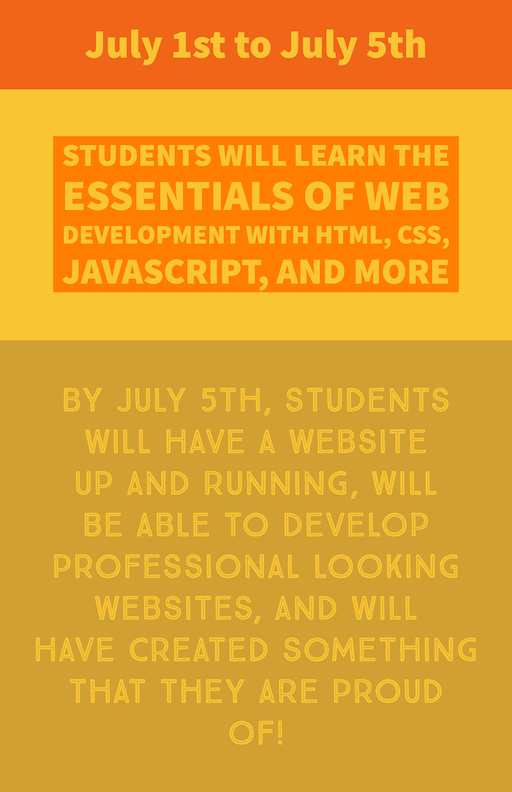 July 1st to July 5th
STUDENTS WILL LEARN THE
ESSENTIALS OF WEB
DEVELOPMENT WITH HTML, CSS,
JAVASCRIPT, AND MORE
BY JULY 5TH, STUDENTS
WILL HAVE A WEBSITE
UP AND RUNNING, WILL
BE ABLE TO DEVELOP
PROFESSIONAL LOOKING
WEBSITES, AND WILL
HAVE CREATED SOMETHING
THAT THEY ARE PROUD
OF!